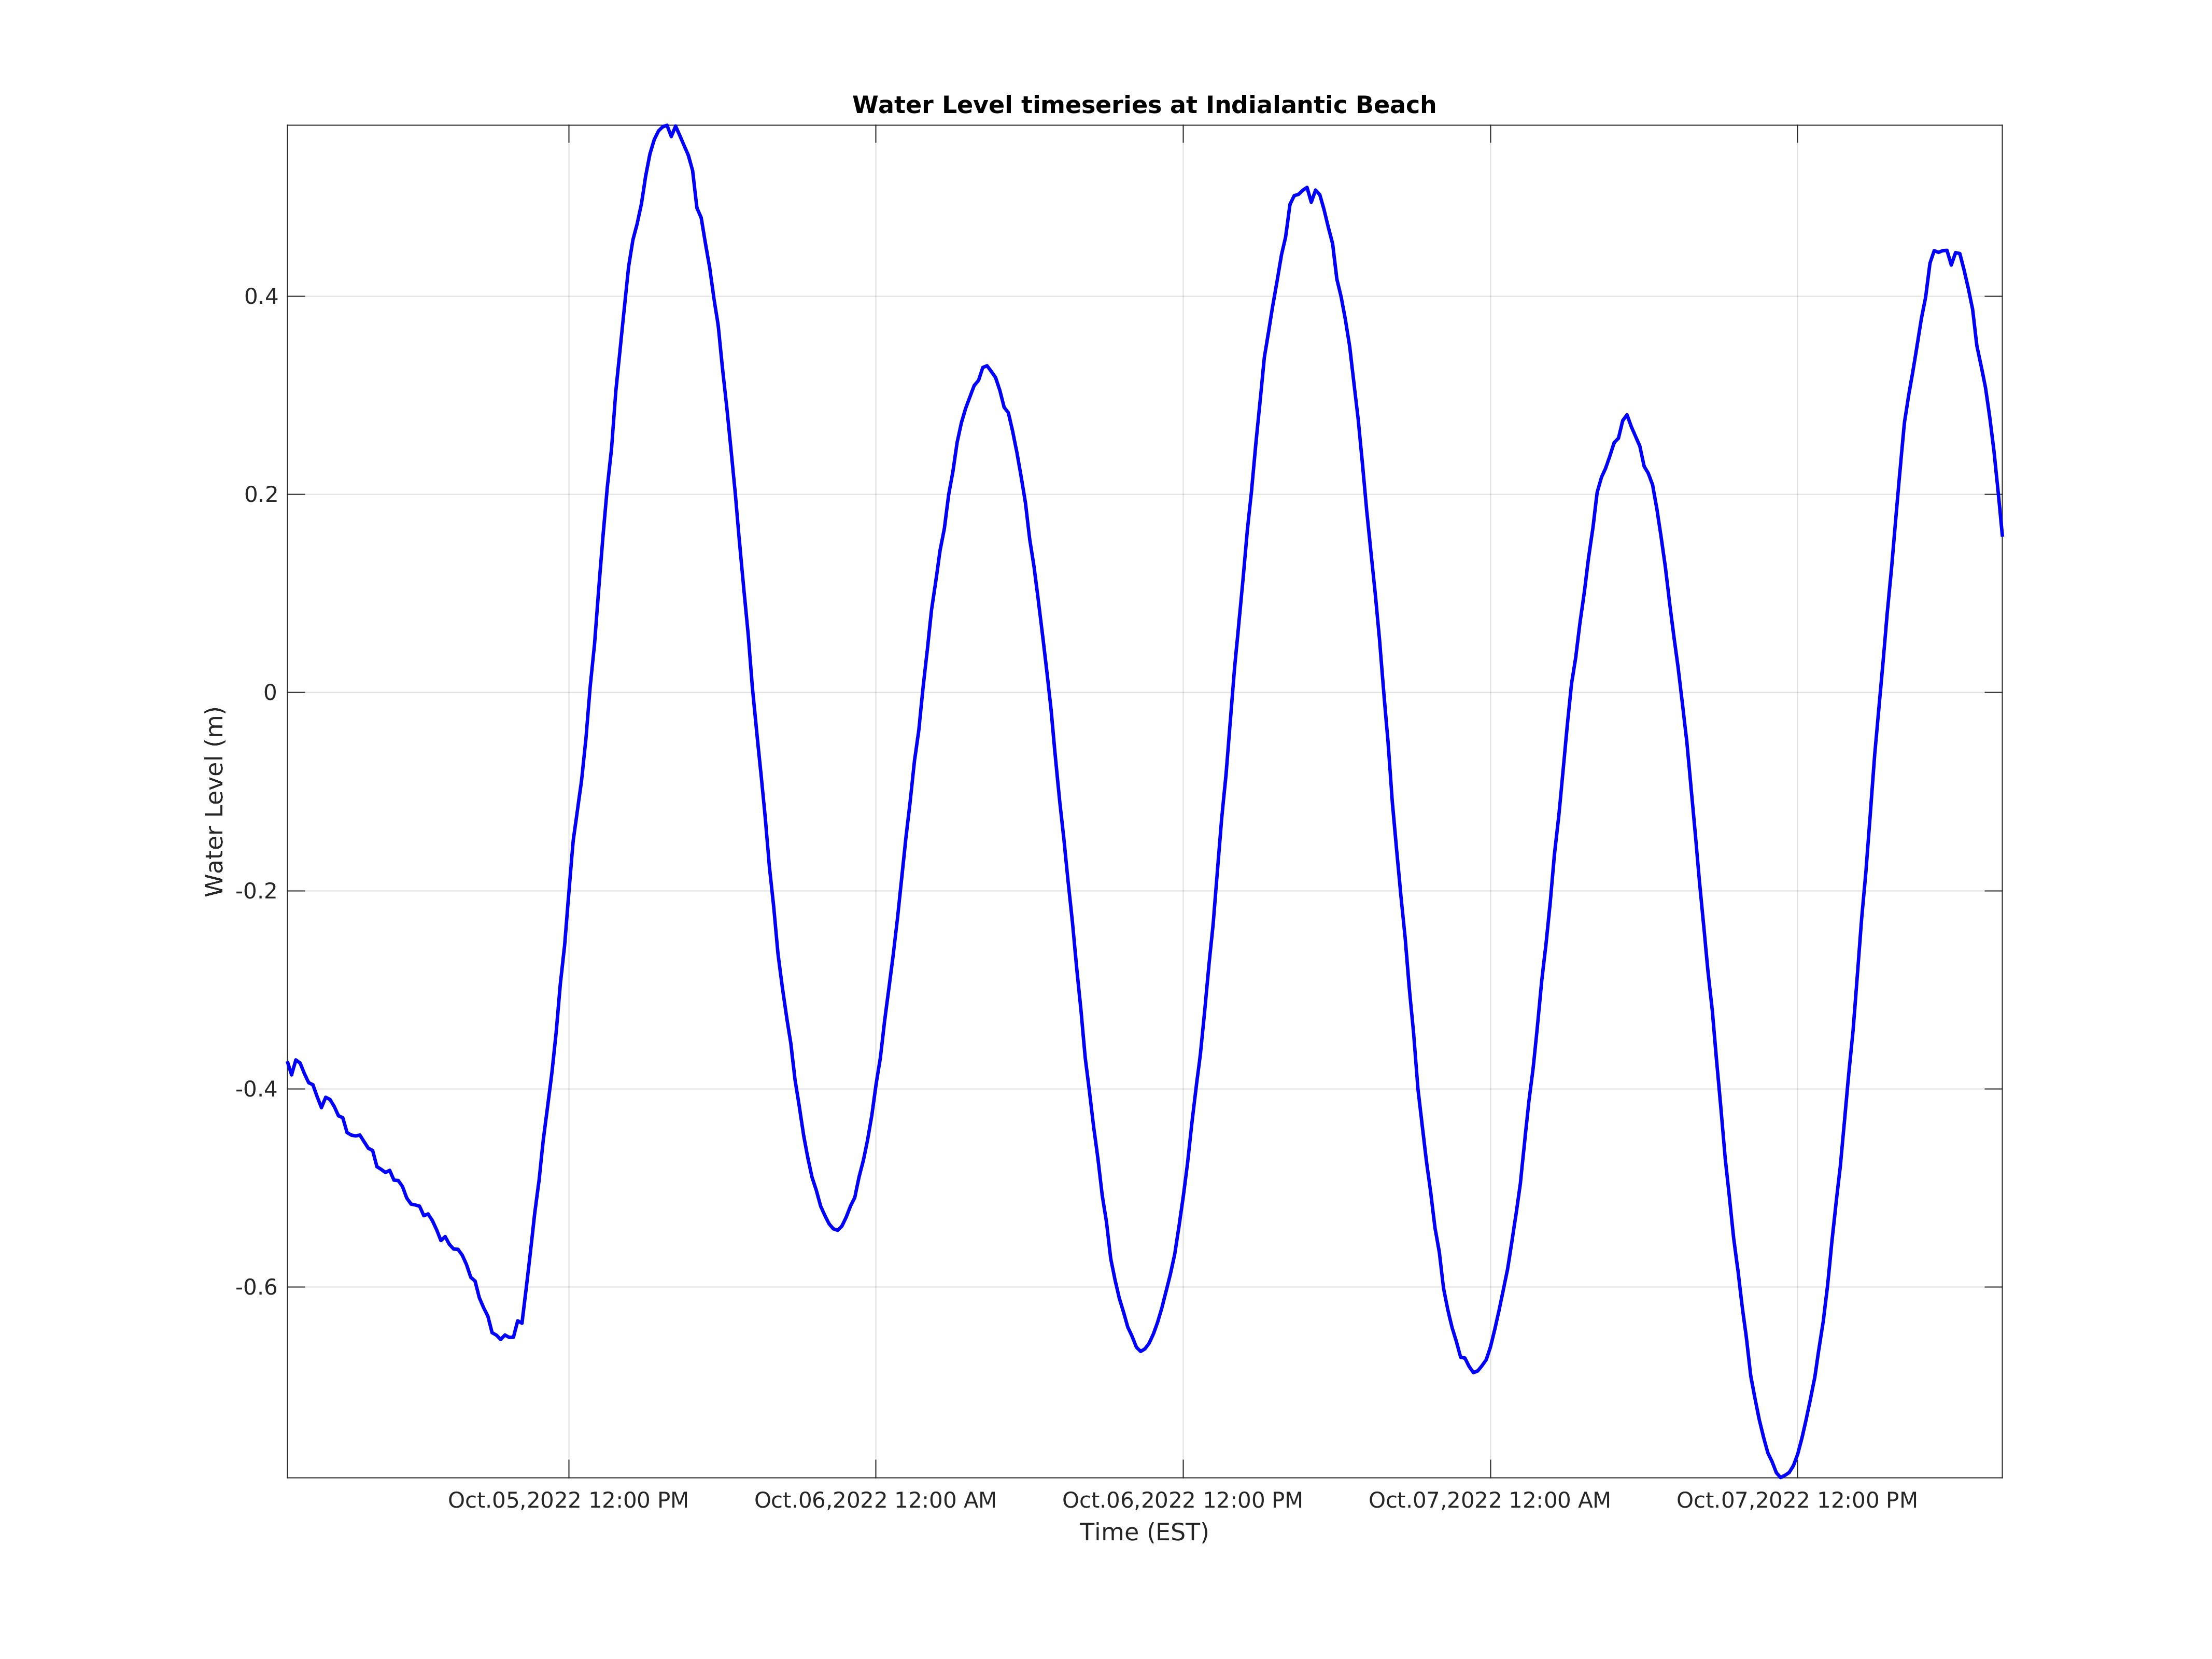 Water Level timeseries at Indialantic Beach
0.4
0.2
0
-0.2
-0.4
-0.6
Water Level (m)
Oct.05,2022 12:00 PM
Oct.06,2022 12:00 AM
Oct.06,2022 12:00 PM
Oct.07,2022 12:00 AM
Oct.07,2022 12:00 PM
Time (EST)